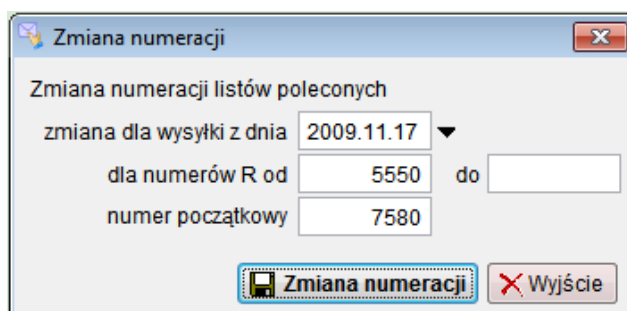 Zmiana numeracji
Zmiana numeracji listów poleconych
zmiana dla wysyłki z dnia 2009.11.17
dla numerów R od 5550 do
numer początkowy 7580
Zmiana numeracji Wyjście